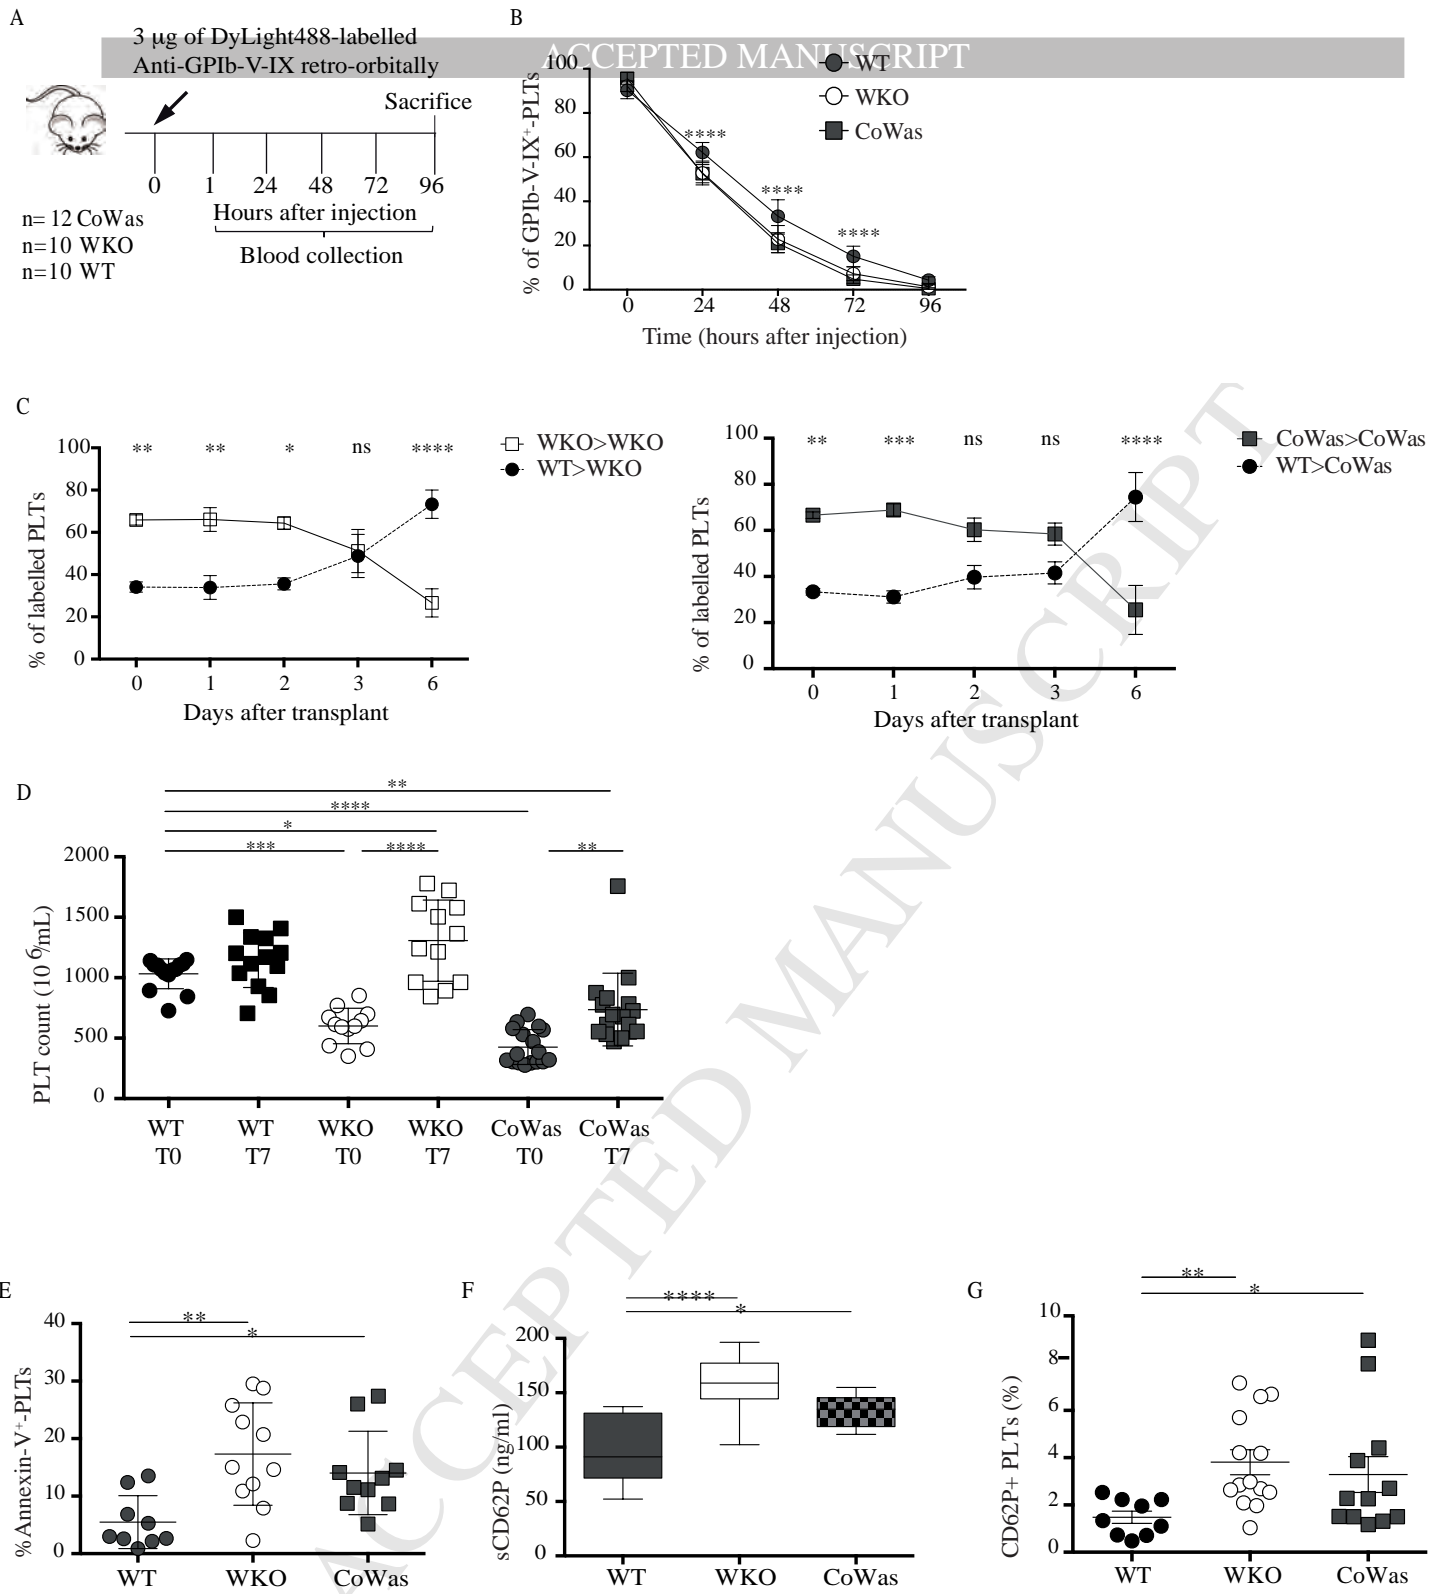 A
3 µg of DyLight488-labelled
Anti-GPIb-V-IX retro-orbitally
ACCEPTED MANUSCRIPT
Sacrifice
0 1 24 48 72 96
Hours after injection
Blood collection
n= 12 CoWas
n=10 WKO
n=10 WT
B
% of GPIb-V-IX+-PLTs
100
80
60
40
20
0
WT
WKO
CoWas
**** **** ****
0 24 48 72 96
Time (hours after injection)
C
% of labelled PLTs
100
80
60
40
20
0
** ** * ns ****
WKO>WKO
WT>WKO
0 1 2 3 6
Days after transplant
% of labelled PLTs
100
80
60
40
20
0
** *** ns ns ****
CoWas>CoWas
WT>CoWas
0 1 2 3 6
Days after transplant
D
**
****
*
*** **** **
PLT count (10 6/mL)
2000
1500
1000
500
0
WT WT WKO WKO CoWas CoWas
T0 T7 T0 T7 T0 T7
E
**
*
% Annexin-V+-PLTs
40
30
20
10
0
WT WKO CoWas
F
****
*
sCD62P (ng/ml)
200
150
100
50
0
WT WKO CoWas
G
**
*
CD62P+ PLTs (%)
10
8
6
4
2
0
WT WKO CoWas
ACCEPTED MANUSCRIPT